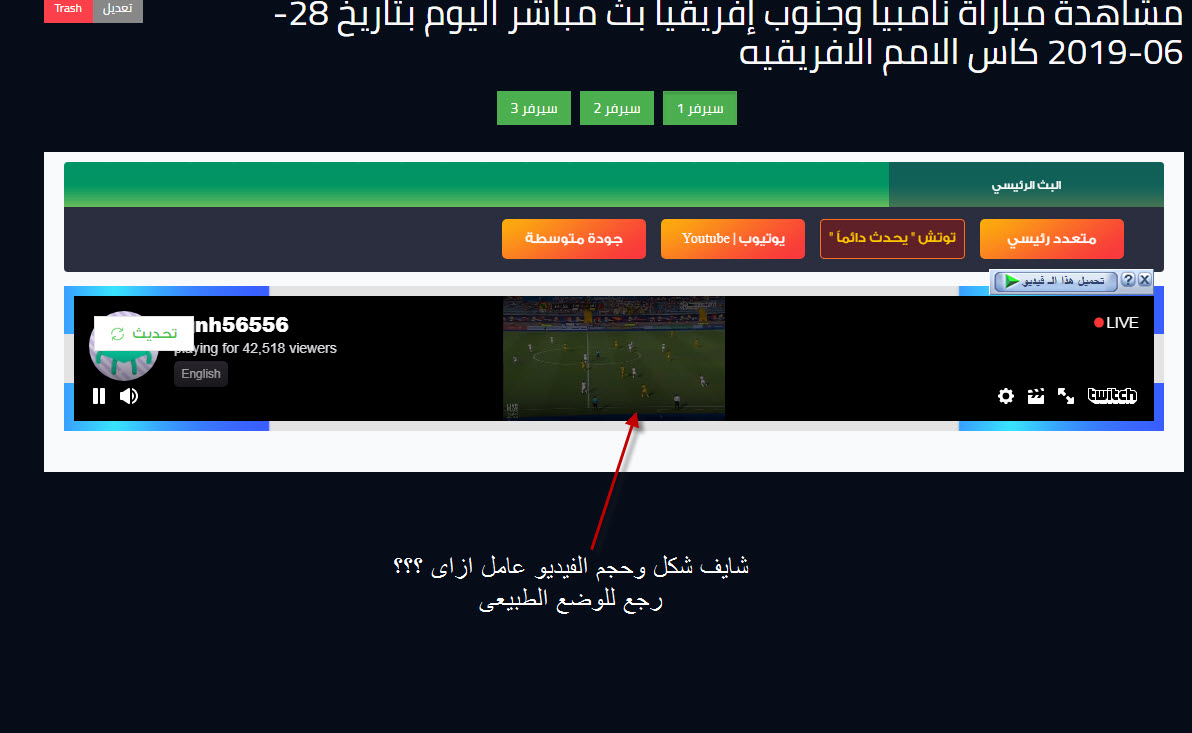 Trash
تعديل
مشاهدة مباراة نامبيا وجنوب إفريقيا بث مباشر اليوم بتاريخ 28-
06-2019 كاس الامم الافريقيه
سيرفر 1
سيرفر 2
سيرفر 3
البث الرئيسي
متعدد رئيسي
توتش " يحدث دائماً "
يوتيوب | Youtube
جودة متوسطة
تحميل هذا الـ فيديو
? X
تحديث
nh56556
playing for 42,518 viewers
English
LIVE
twitch
شايف شكل وحجم الفيديو عامل ازاى ؟؟؟
رجع للوضع الطبيعى